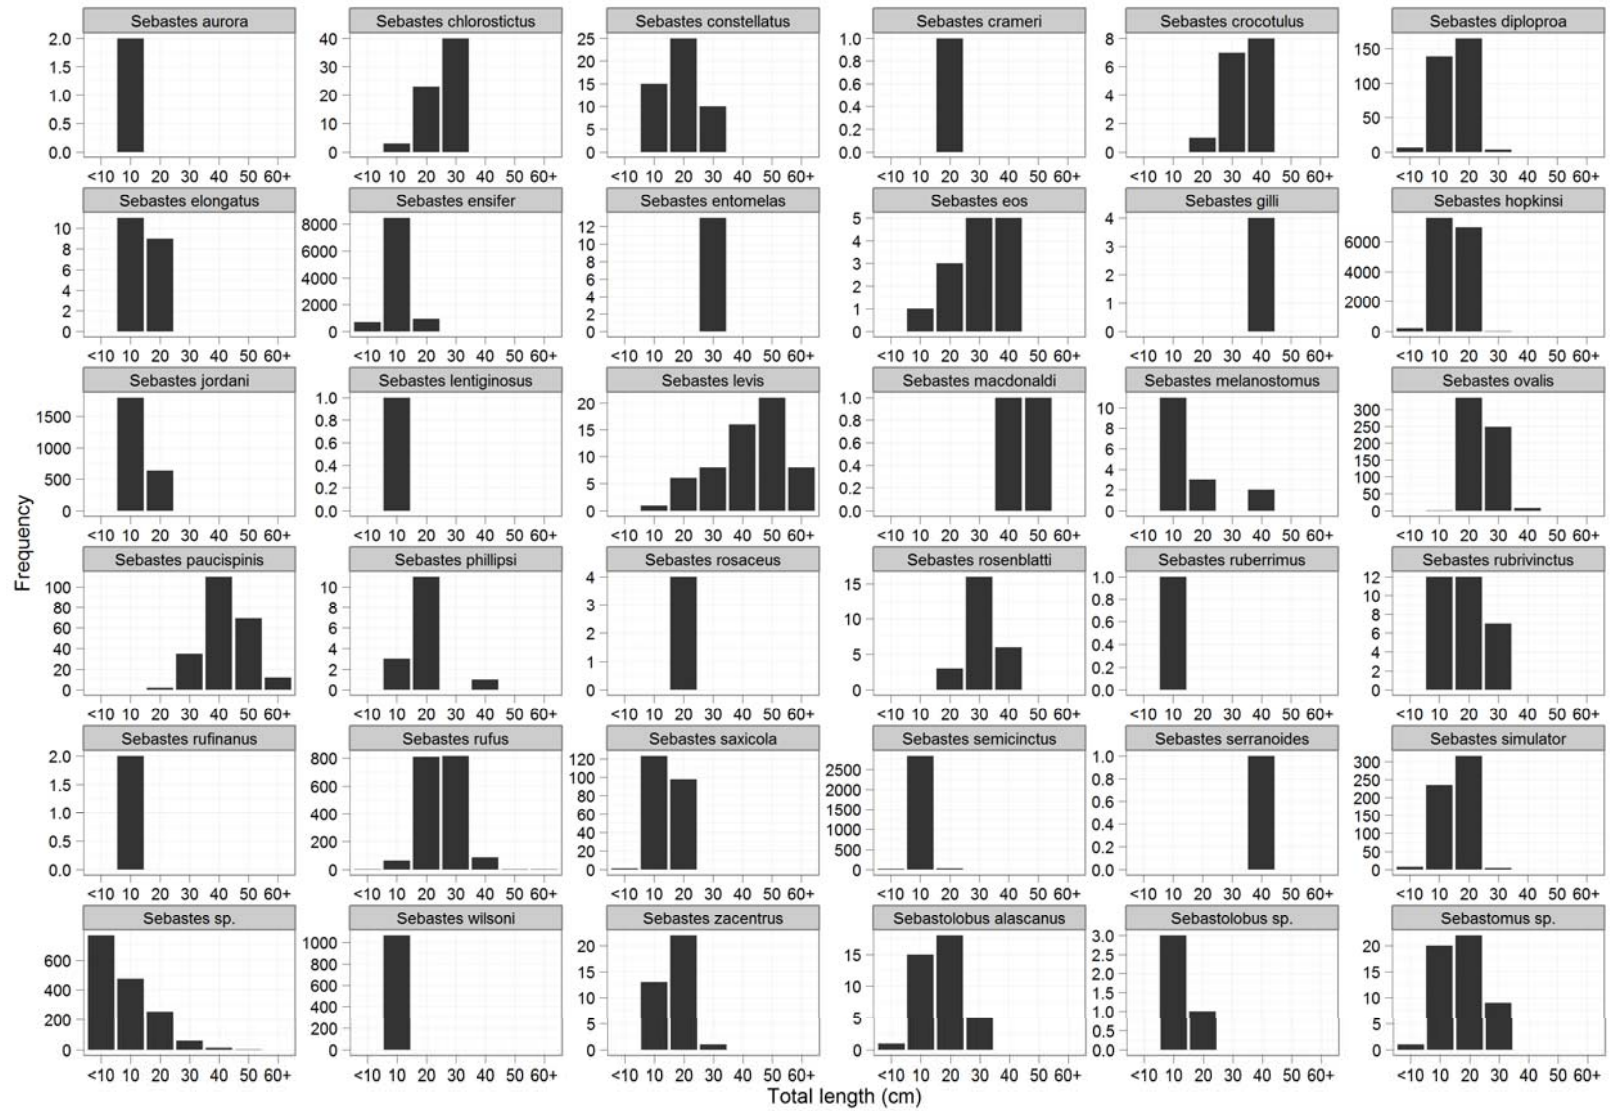 Sebastes aurora
Sebastes chlorostictus
Sebastes constellatus
Sebastes crameri
Sebastes crocotulus
Sebastes diploproa
2.0
1.5
1.0
0.5
0.0
40
30
20
10
0
25
20
15
10
5
0
1.0
0.8
0.6
0.4
0.2
0.0
8
6
4
2
0
150
100
50
0
<10 10 20 30 40 50 60+
<10 10 20 30 40 50 60+
<10 10 20 30 40 50 60+
<10 10 20 30 40 50 60+
<10 10 20 30 40 50 60+
<10 10 20 30 40 50 60+
Sebastes elongatus
Sebastes ensifer
Sebastes entomelas
Sebastes eos
Sebastes gilli
Sebastes hopkinsi
10
8
6
4
2
0
8000
6000
4000
2000
0
12
10
8
6
4
2
0
5
4
3
2
1
0
4
3
2
1
0
6000
4000
2000
0
<10 10 20 30 40 50 60+
<10 10 20 30 40 50 60+
<10 10 20 30 40 50 60+
<10 10 20 30 40 50 60+
<10 10 20 30 40 50 60+
<10 10 20 30 40 50 60+
Sebastes jordani
Sebastes lentiginosus
Sebastes levis
Sebastes macdonaldi
Sebastes melanostomus
Sebastes ovalis
1500
1000
500
0
1.0
0.8
0.6
0.4
0.2
0.0
20
15
10
5
0
1.0
0.8
0.6
0.4
0.2
0.0
10
8
6
4
2
0
300
250
200
150
100
50
0
<10 10 20 30 40 50 60+
<10 10 20 30 40 50 60+
<10 10 20 30 40 50 60+
<10 10 20 30 40 50 60+
<10 10 20 30 40 50 60+
<10 10 20 30 40 50 60+
Frequency
Sebastes paucispinis
Sebastes phillipsi
Sebastes rosaceus
Sebastes rosenblatti
Sebastes ruberrimus
Sebastes rubrivinctus
100
80
60
40
20
0
10
8
6
4
2
0
4
3
2
1
0
15
10
5
0
1.0
0.8
0.6
0.4
0.2
0.0
12
10
8
6
4
2
0
<10 10 20 30 40 50 60+
<10 10 20 30 40 50 60+
<10 10 20 30 40 50 60+
<10 10 20 30 40 50 60+
<10 10 20 30 40 50 60+
<10 10 20 30 40 50 60+
Sebastes rufinanus
Sebastes rufus
Sebastes saxicola
Sebastes semicinctus
Sebastes serranoides
Sebastes simulator
2.0
1.5
1.0
0.5
0.0
800
600
400
200
0
120
100
80
60
40
20
0
2500
2000
1500
1000
500
0
1.0
0.8
0.6
0.4
0.2
0.0
300
250
200
150
100
50
0
<10 10 20 30 40 50 60+
<10 10 20 30 40 50 60+
<10 10 20 30 40 50 60+
<10 10 20 30 40 50 60+
<10 10 20 30 40 50 60+
<10 10 20 30 40 50 60+
Sebastes sp.
Sebastes wilsoni
Sebastes zacentrus
Sebastolobus alascanus
Sebastolobus sp.
Sebastomus sp.
600
400
200
0
1000
800
600
400
200
0
20
15
10
5
0
15
10
5
0
3.0
2.5
2.0
1.5
1.0
0.5
0.0
20
15
10
5
0
<10 10 20 30 40 50 60+
<10 10 20 30 40 50 60+
<10 10 20 30 40 50 60+
<10 10 20 30 40 50 60+
<10 10 20 30 40 50 60+
<10 10 20 30 40 50 60+
Total length (cm)